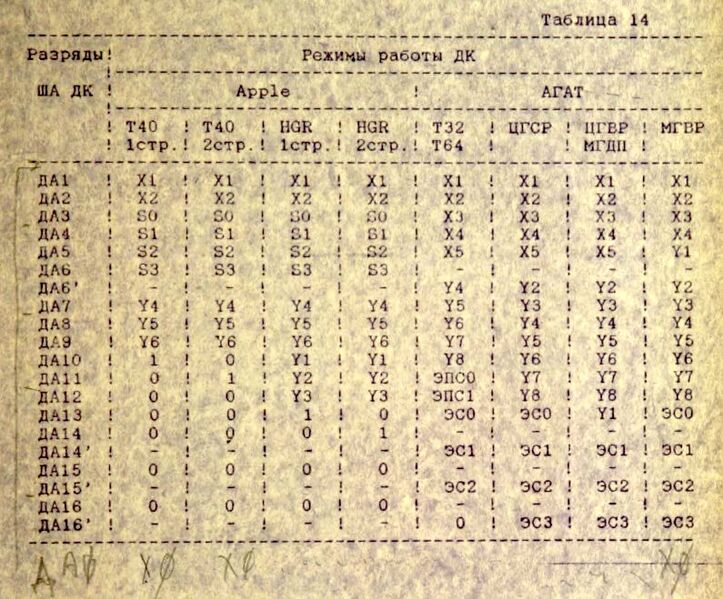 Таблица 14
Разряды! Режимы работы ДК
ША ДК ! Apple ! АГАТ
! Т40 ! Т40 ! HGR ! HGR ! Т32 ! ЦГСР ! ЦГВР ! МГВР
! 1стр.! 2стр.! 1стр.! 2стр.! Т64 ! ! МГДП !
ДА1 ! X1 ! X1 ! X1 ! X1 ! X1 ! X1 ! X1 ! X1
ДА2 ! X2 ! X2 ! X2 ! X2 ! X2 ! X2 ! X2 ! X2
ДА3 ! S0 ! S0 ! S0 ! S0 ! X3 ! X3 ! X3 ! X3
ДА4 ! S1 ! S1 ! S1 ! S1 ! X4 ! X4 ! X4 ! X4
ДА5 ! S2 ! S2 ! S2 ! S2 ! X5 ! X5 ! X5 ! Y1
ДА6 ! S3 ! S3 ! S3 ! S3 ! - ! - ! - ! -
ДА6' ! - ! - ! - ! - ! Y4 ! Y2 ! Y2 ! Y2
ДА7 ! Y4 ! Y4 ! Y4 ! Y4 ! Y5 ! Y3 ! Y3 ! Y3
ДА8 ! Y5 ! Y5 ! Y5 ! Y5 ! Y6 ! Y4 ! Y4 ! Y4
ДА9 ! Y6 ! Y6 ! Y6 ! Y6 ! Y7 ! Y5 ! Y5 ! Y5
ДА10 ! 1 ! 0 ! Y1 ! Y1 ! Y8 ! Y6 ! Y6 ! Y6
ДА11 ! 0 ! 1 ! Y2 ! Y2 ! ЭПС0 ! Y7 ! Y7 ! Y7
ДА12 ! 0 ! 0 ! Y3 ! Y3 ! ЭПС1 ! Y8 ! Y8 ! Y8
ДА13 ! 0 ! 0 ! 1 ! 0 ! ЭС0 ! ЭС0 ! Y1 ! ЭС0
ДА14 ! 0 ! 0 ! 0 ! 1 ! - ! - ! - ! -
ДА14' ! - ! - ! - ! - ! ЭС1 ! ЭС1 ! ЭС1 ! ЭС1
ДА15 ! 0 ! 0 ! 0 ! 0 ! - ! - ! - ! -
ДА15' ! - ! - ! - ! - ! ЭС2 ! ЭС2 ! ЭС2 ! ЭС2
ДА16 ! 0 ! 0 ! 0 ! 0 ! - ! - ! - ! -
ДА16' ! - ! - ! - ! - ! 0 ! ЭС3 ! ЭС3 ! ЭС3
ДАØ XØ XØ XØ